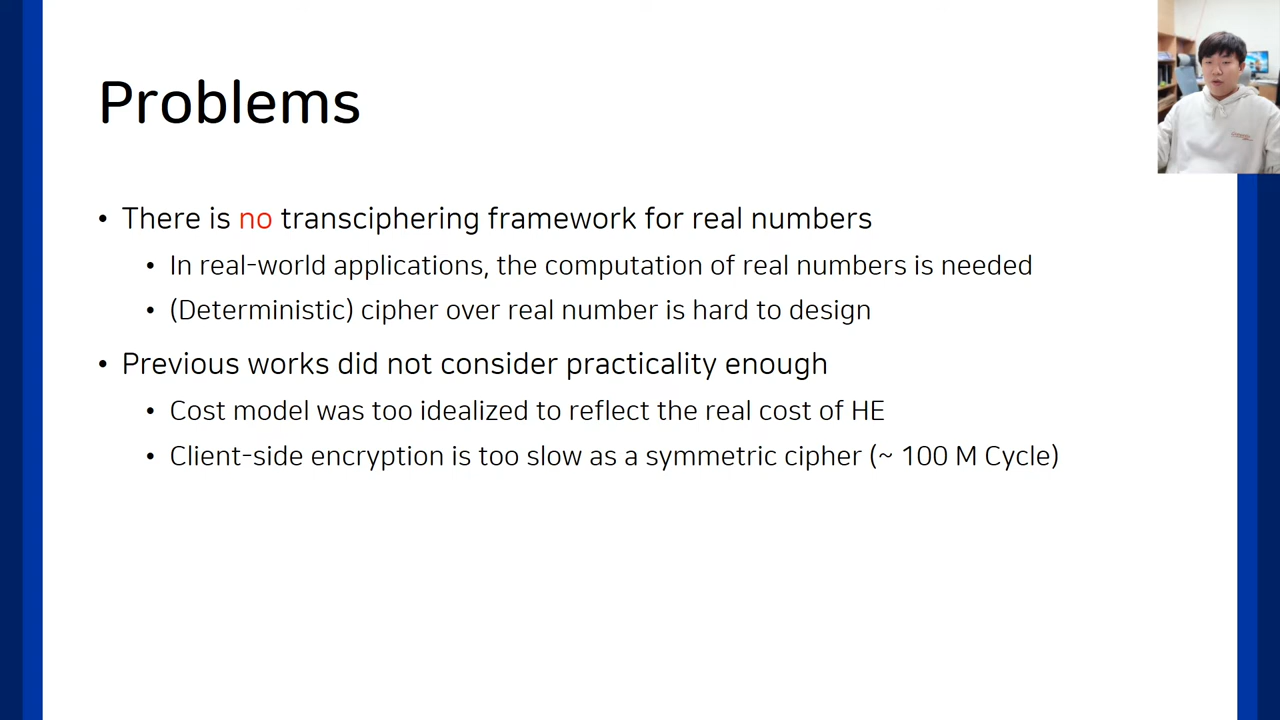 Problems
• There is no transciphering framework for real numbers
• In real-world applications, the computation of real numbers is needed
• (Deterministic) cipher over real number is hard to design
• Previous works did not consider practicality enough
• Cost model was too idealized to reflect the real cost of HE
• Client-side encryption is too slow as a symmetric cipher (~ 100 M Cycle)